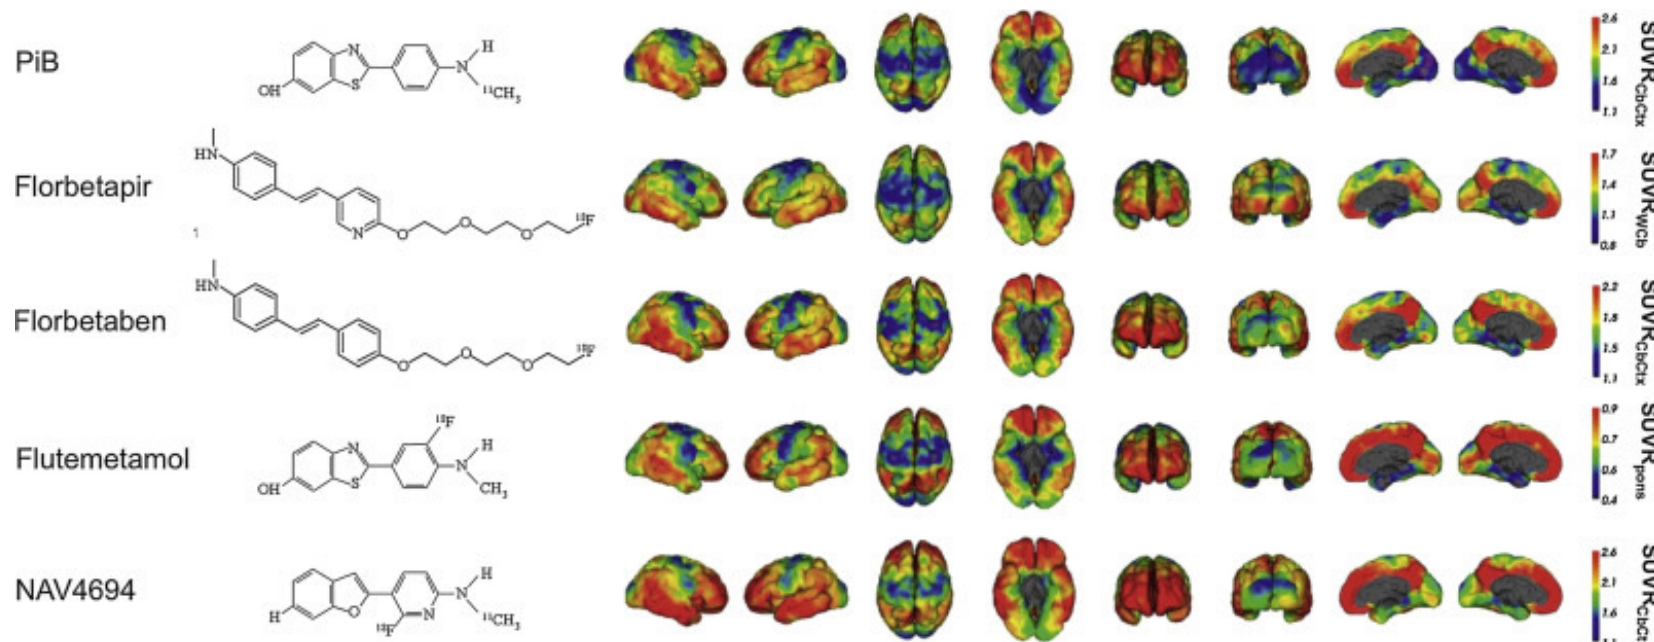 PiB
N
H
N
OH
S
¹¹CH₃
2.6
2.1
1.6
1.1
SUVR CbCtx
Florbetapir
HN
N
O
O
O
¹⁸F
1.7
1.4
1.1
0.8
SUVR WCb
Florbetaben
HN
O
O
O
¹⁸F
2.2
1.8
1.5
1.1
SUVR CbCtx
Flutemetamol
¹⁸F
N
H
N
OH
S
CH₃
0.9
0.7
0.6
0.4
SUVR pons
NAV4694
H
N
H
O
N
¹⁸F
¹¹CH₃
2.6
2.1
1.6
SUVR CbCt